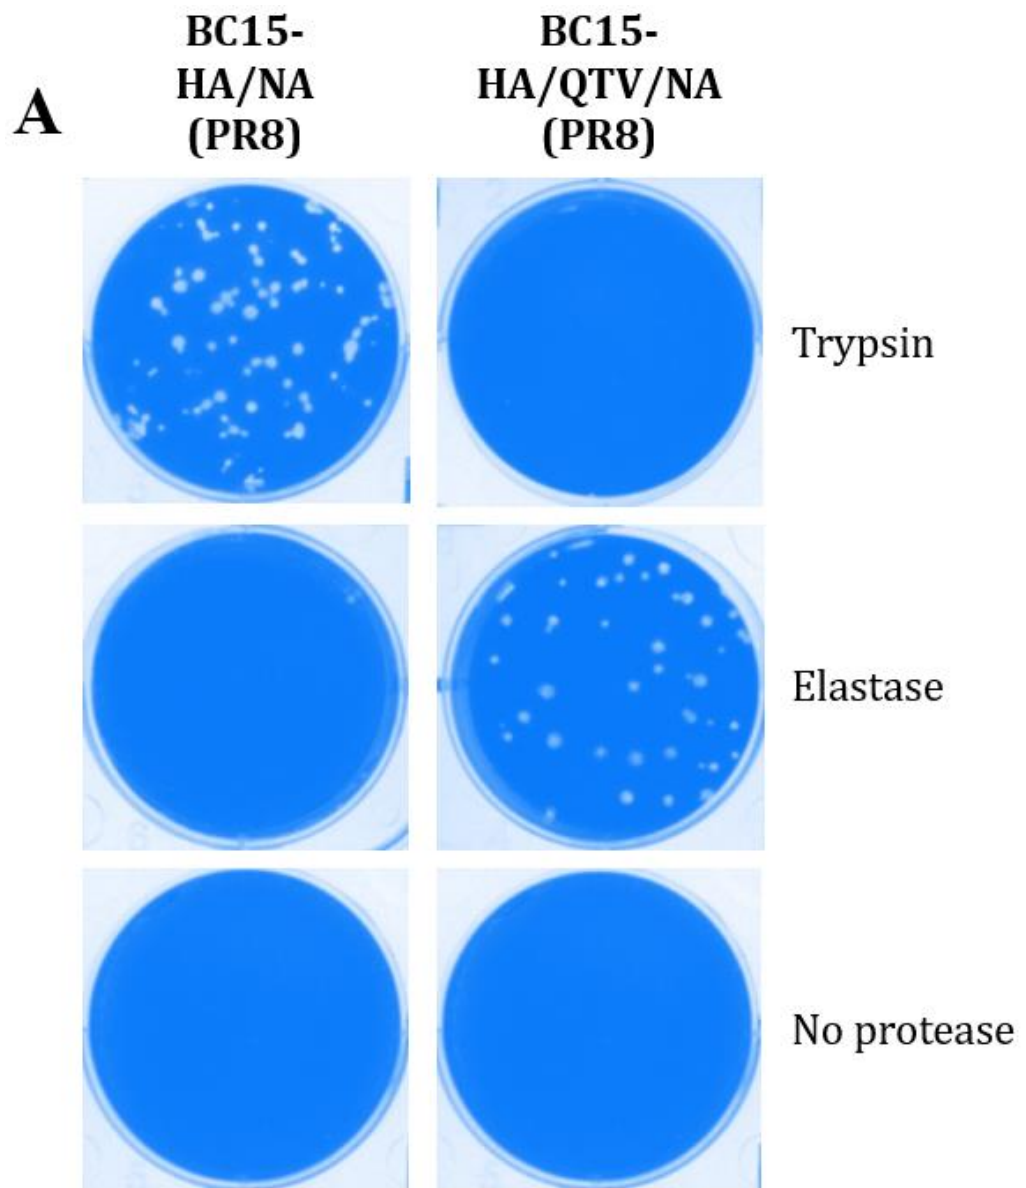 A
BC15-
HA/NA
(PR8)
BC15-
HA/QTV/NA
(PR8)
Trypsin
Elastase
No protease